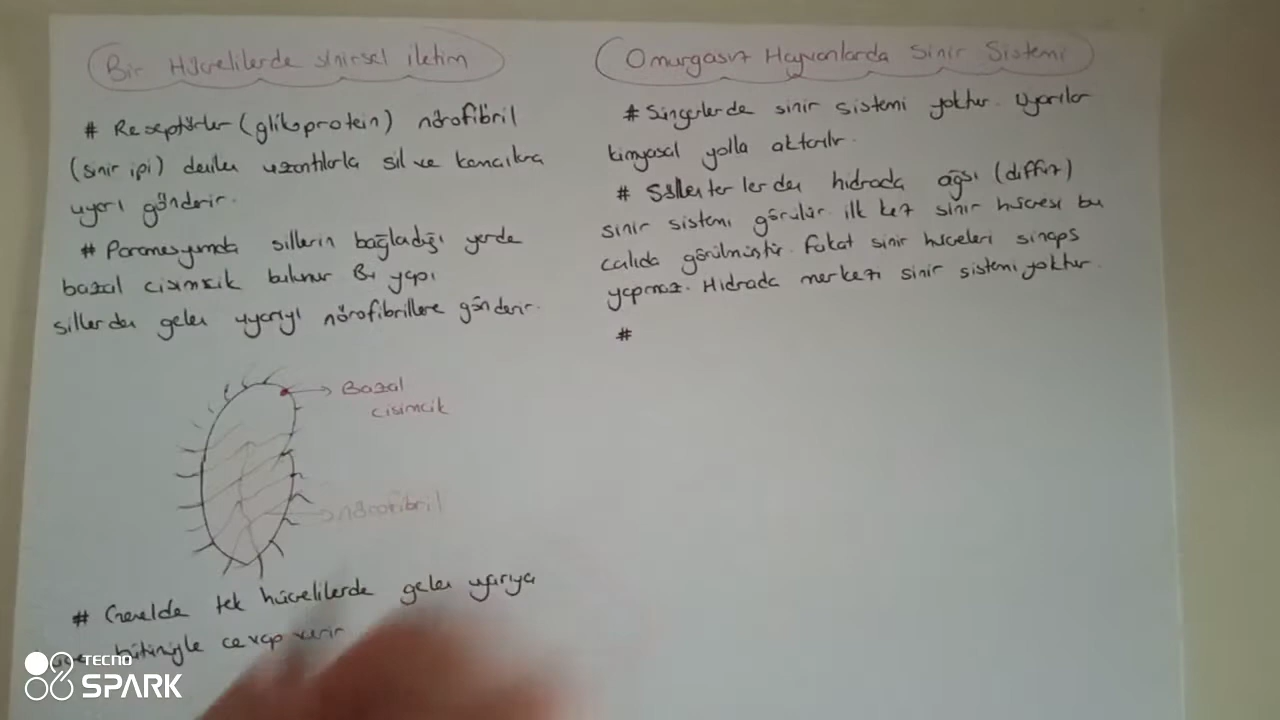 Bir Hücrelilerde sinirsel iletim
# Reseptörler (glikoprotein) nörofibril
(sinir ipi) denilen uzantılarla sil ve kamçılara
uyarı gönderir.
# Paramesyumda sillerin bağladığı yerde
bazal cisimcik bulunur Bu yapı
sillerden gelen uyarıyı nörofibrillere gönderir.
Bazal
cisimcik
nörofibril
# Genelde tek hücrelilerde gelen uyarıya
bütünüyle cevap verir
Omurgasız Hayvanlarda Sinir Sistemi
# Süngerlerde sinir sistemi yoktur. Uyarılar
kimyasal yolla aktarılır.
# Sölenterlerden hidrada ağsı (diffüz)
sinir sistemi görülür. ilk kez sinir hücresi bu
calıda görülmüştür. Fakat sinir hücreleri sinaps
yapmaz. Hidrada merkezi sinir sistemi yoktur.
#
TECNO
SPARK